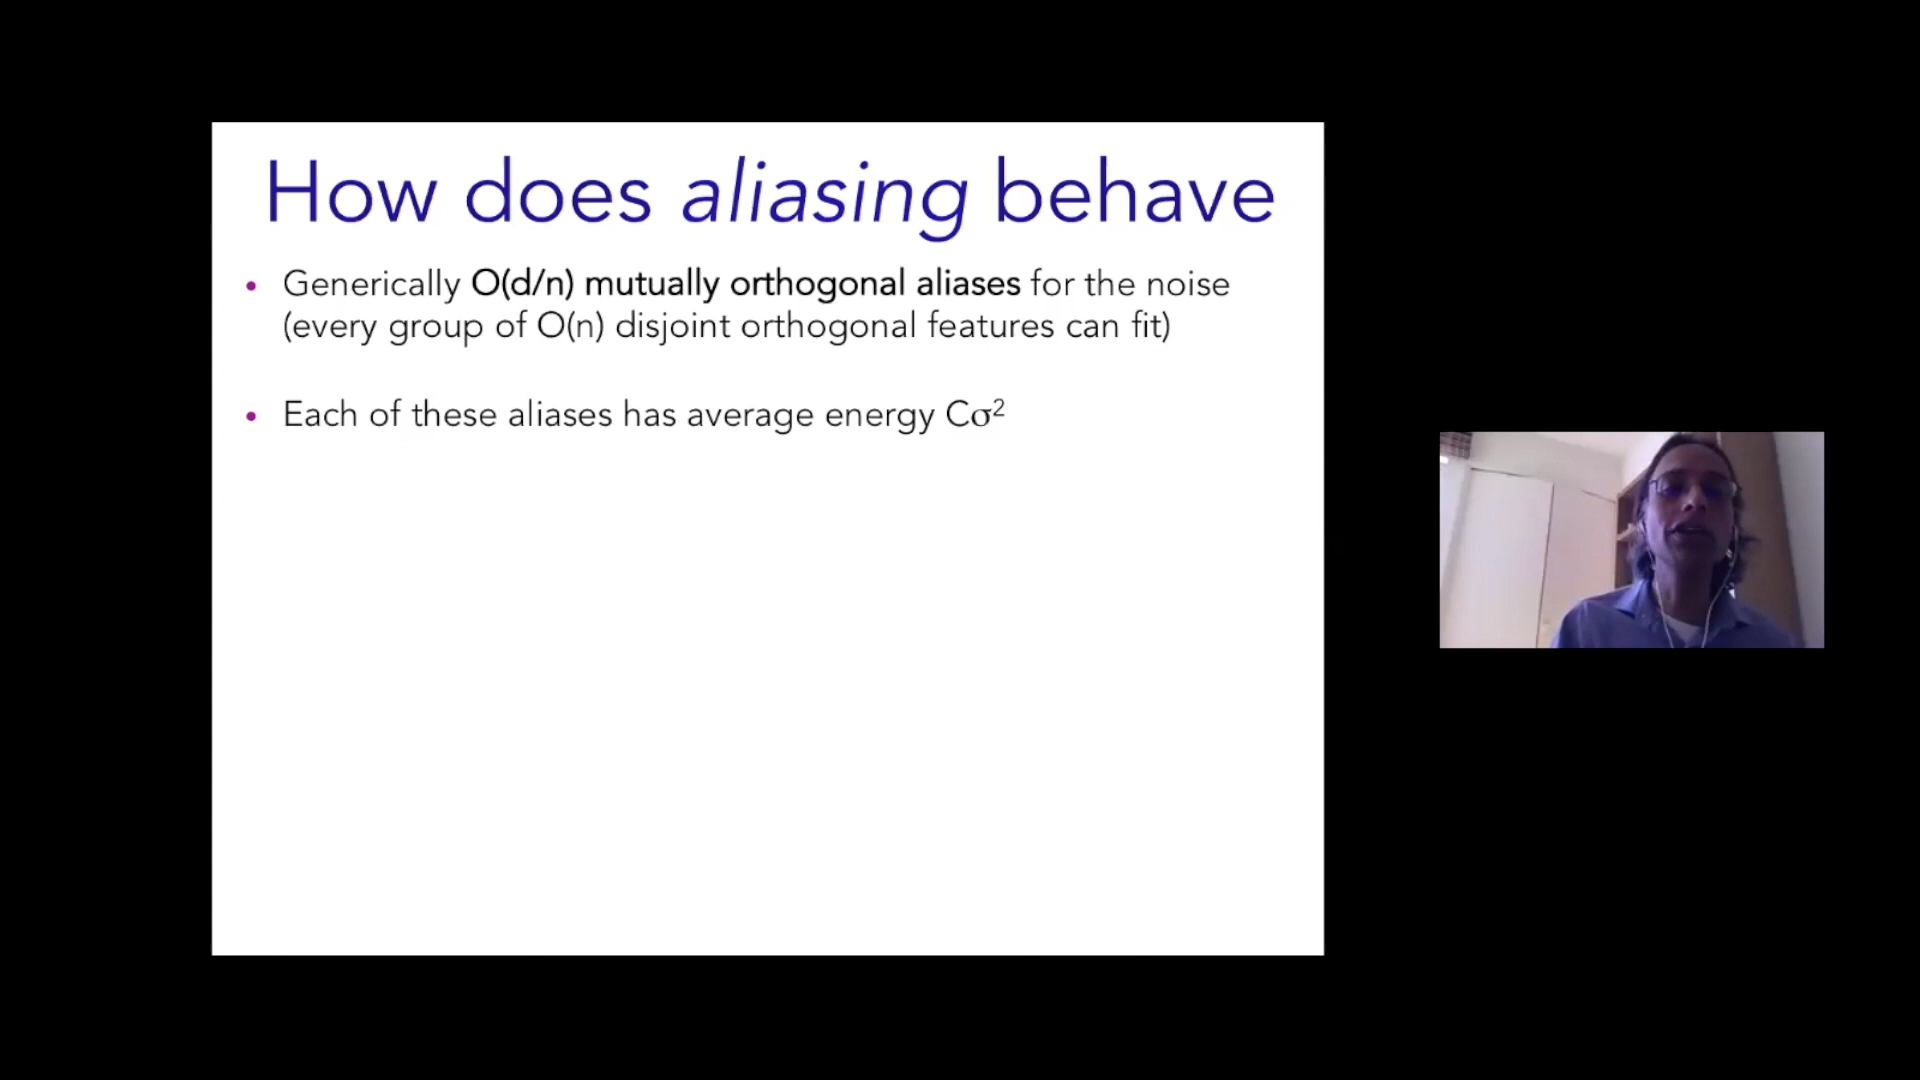 How does aliasing behave
• Generically O(d/n) mutually orthogonal aliases for the noise
(every group of O(n) disjoint orthogonal features can fit)
• Each of these aliases has average energy Cσ²